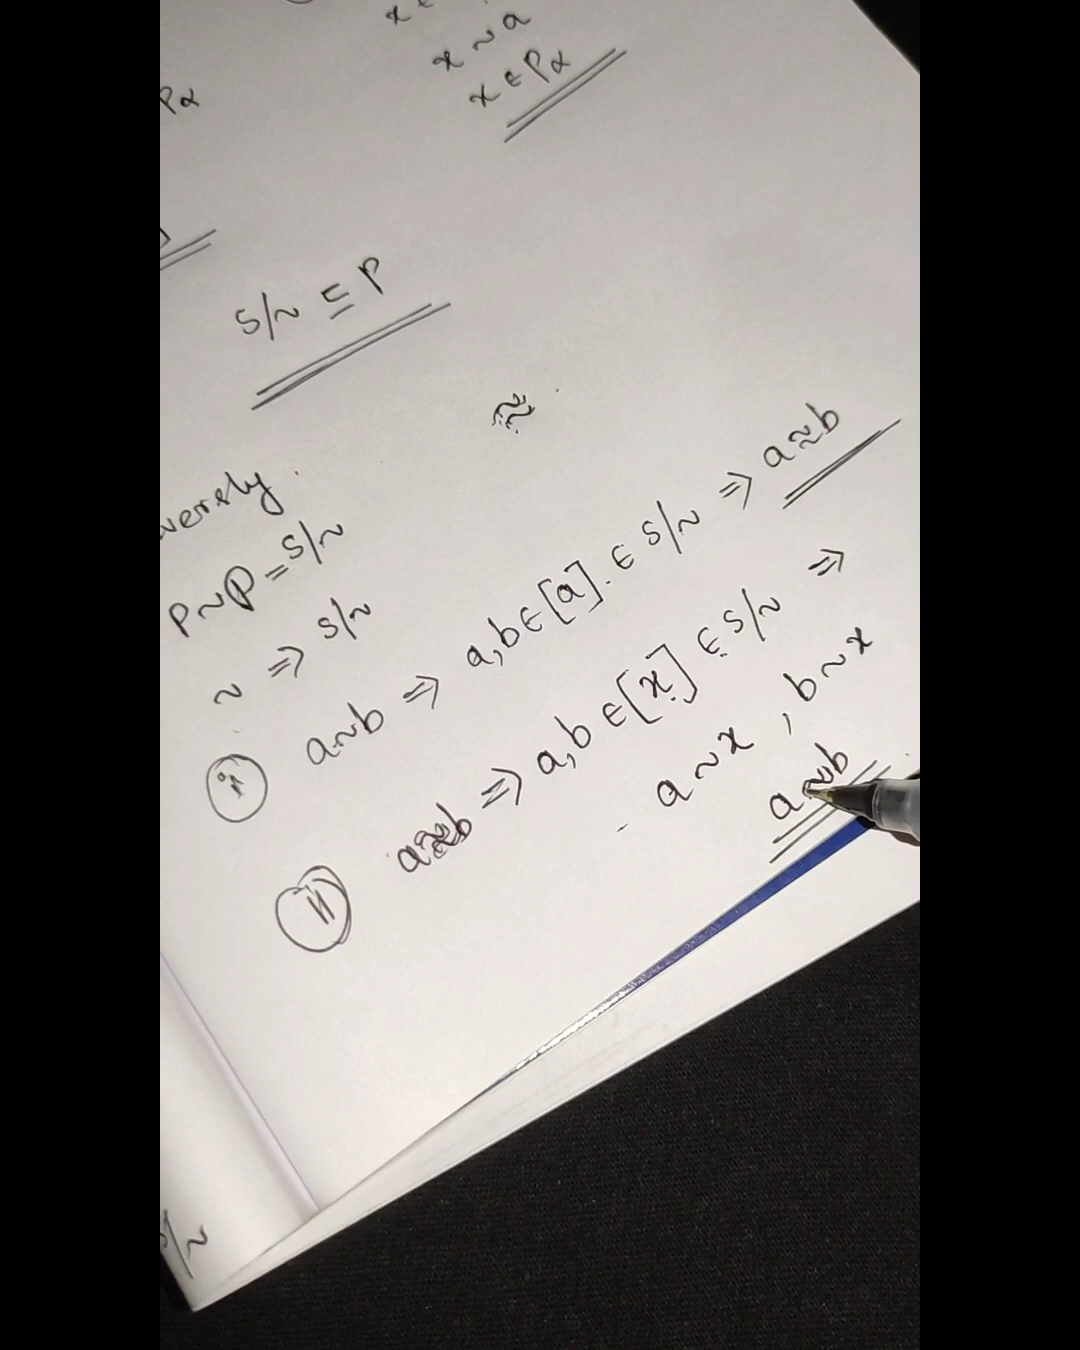 x ~ a
x ∈ Pα
Pα
S/~ ⊆ P
≈
versely.
P ~ P = S/~
~ ⇒ S/~
i a~b ⇒ a,b ∈ [a]. ∈ S/~ ⇒ a≈b
ii a≈b ⇒ a,b ∈ [x] ∈ S/~ ⇒
a ~ x , b ~ x
a ~ b
S/~